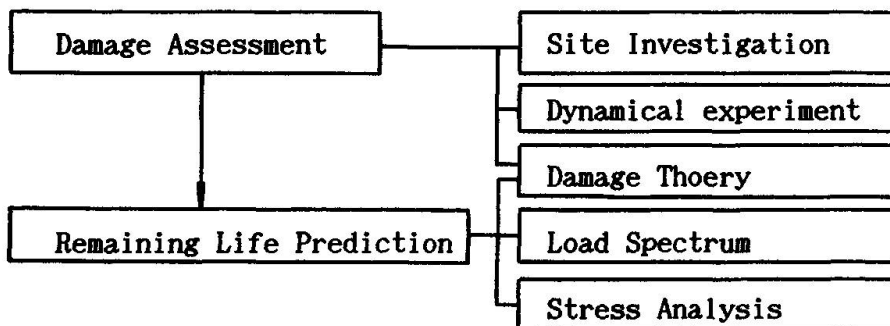 Damage Assessment
Site Investigation
Dynamical experiment
Damage Thoery
Remaining Life Prediction
Load Spectrum
Stress Analysis